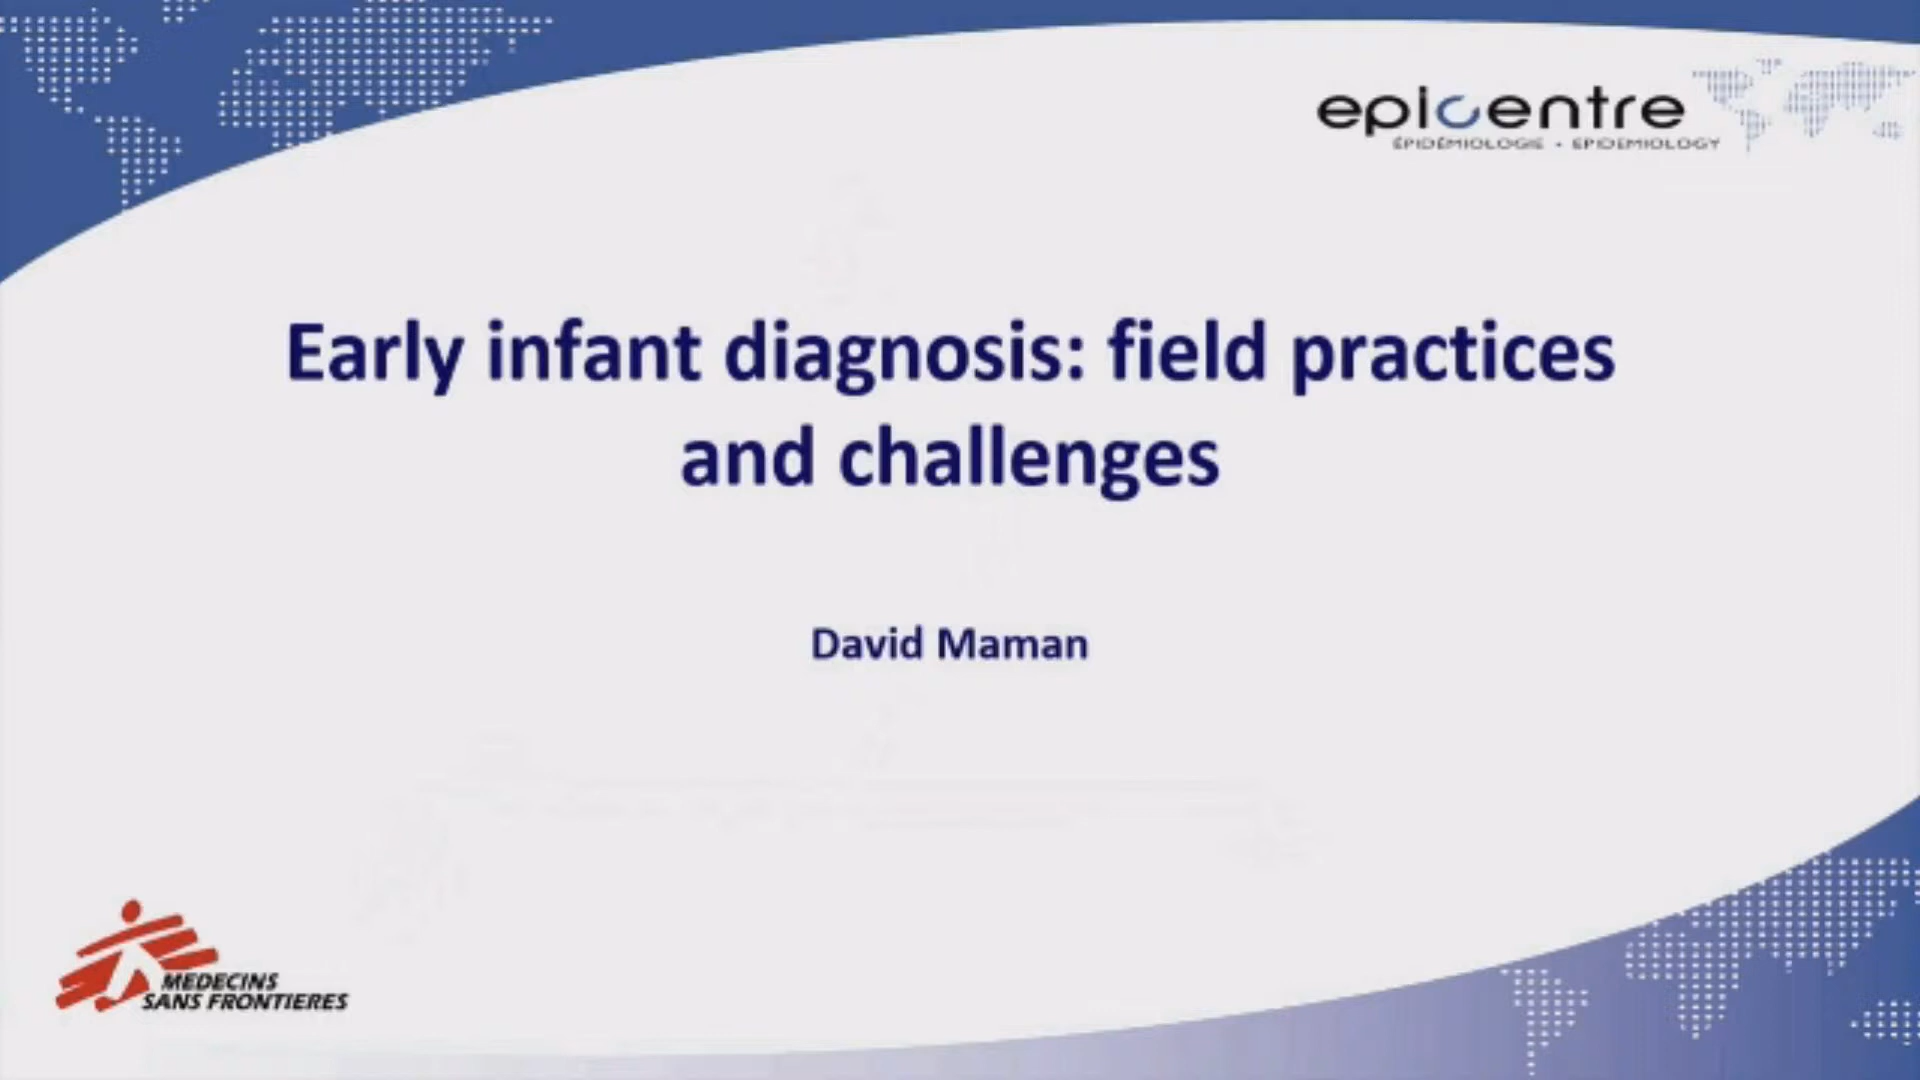 epicentre
ÉPIDÉMIOLOGIE • EPIDEMIOLOGY
Early infant diagnosis: field practices
and challenges
David Maman
MEDECINS
SANS FRONTIERES